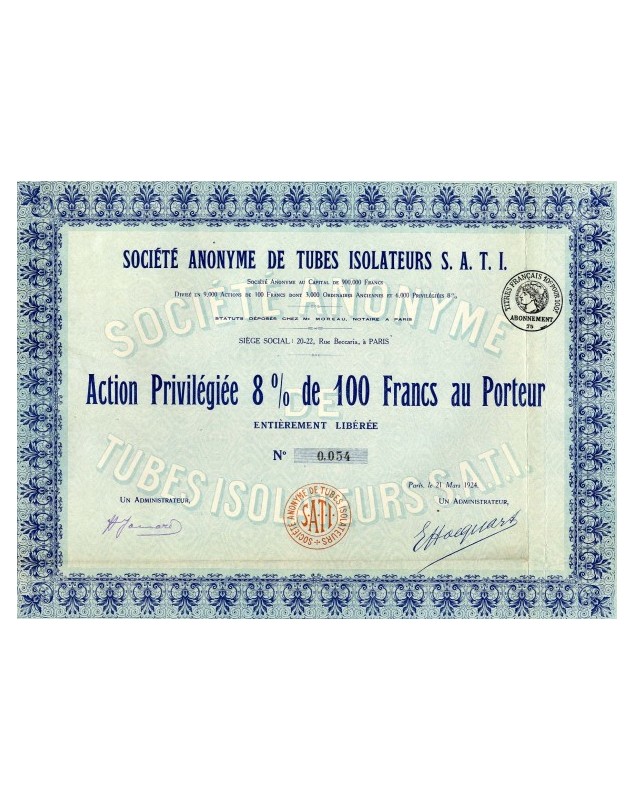 SOCIÉTÉ ANONYME DE TUBES ISOLATEURS S. A. T. I.
Société Anonyme au Capital de 900.000 Francs
Divisé en 9.000 Actions de 100 Francs dont 5.000 Ordinaires Anciennes et 4.000 Privilégiées 8%
STATUTS DÉPOSÉS CHEZ Me MOREAU, NOTAIRE A PARIS
SIÈGE SOCIAL : 20-22, Rue Beccaria, à PARIS
TITRES FRANÇAIS
ABONNEMENT
SOCIÉTÉ ANONYME
DE
TUBES ISOLATEURS S.A.T.I.
Action Privilégiée 8% de 100 Francs au Porteur
ENTIÈREMENT LIBÉRÉE
No 0.054
Paris, le 21 Mars 1924
Un Administrateur,
Un Administrateur,
SOCIÉTÉ ANONYME DE TUBES ISOLATEURS
S.A.T.I.